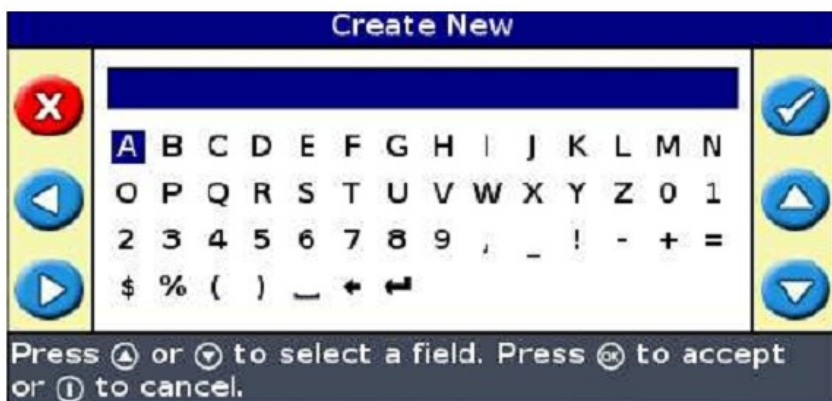 Create New
X
A B C D E F G H I J K L M N
O P Q R S T U V W X Y Z 0 1
2 3 4 5 6 7 8 9 , _ ! - + =
$ % ( ) ⎵ ← ↵
Press ▲ or ▼ to select a field. Press OK to accept
or ⓘ to cancel.